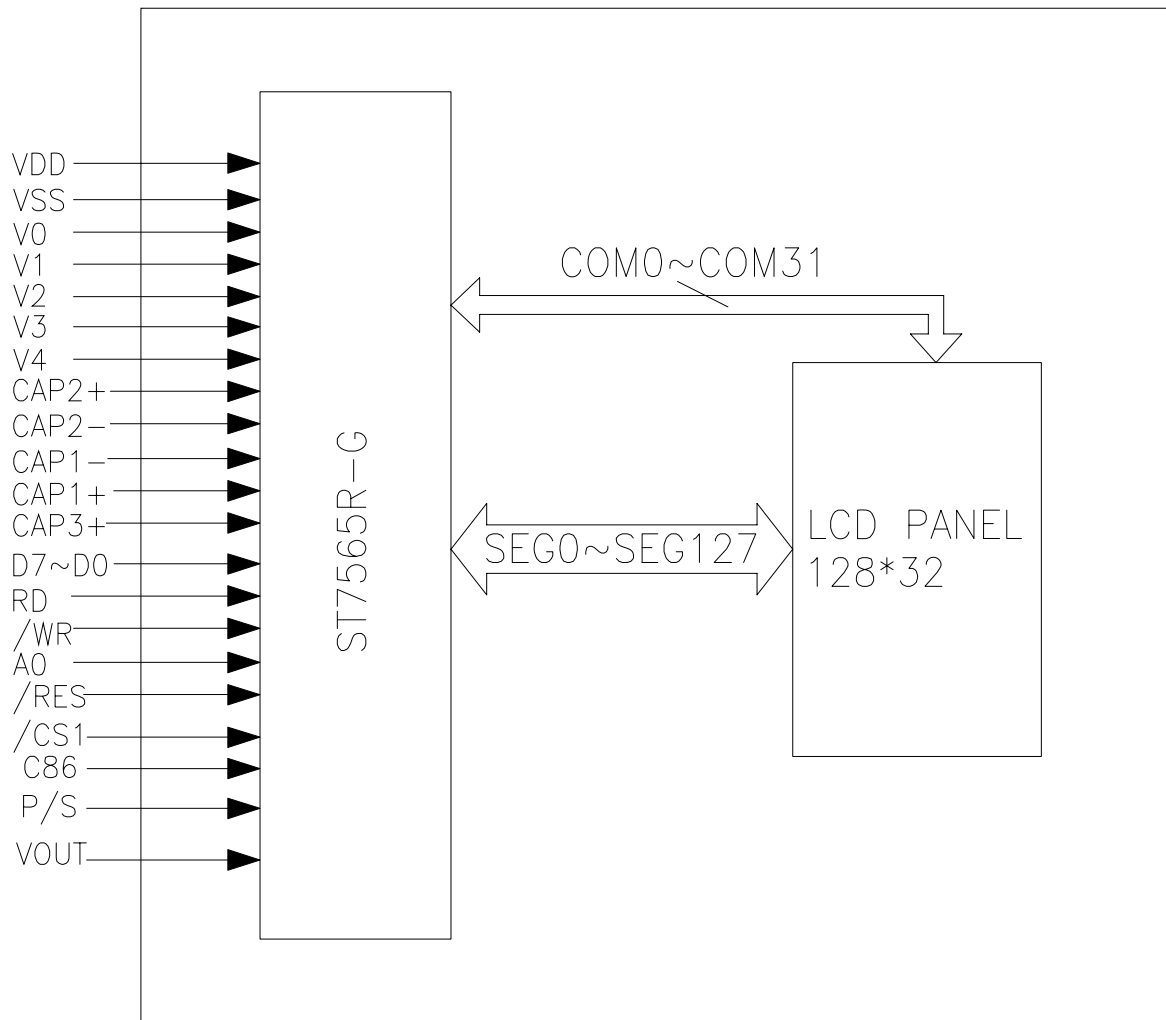 VDD
VSS
V0
V1
V2
V3
V4
CAP2+
CAP2-
CAP1-
CAP1+
CAP3+
D7~D0
RD
/WR
A0
/RES
/CS1
C86
P/S
VOUT
ST7565R-G
COM0~COM31
SEG0~SEG127
LCD PANEL
128*32